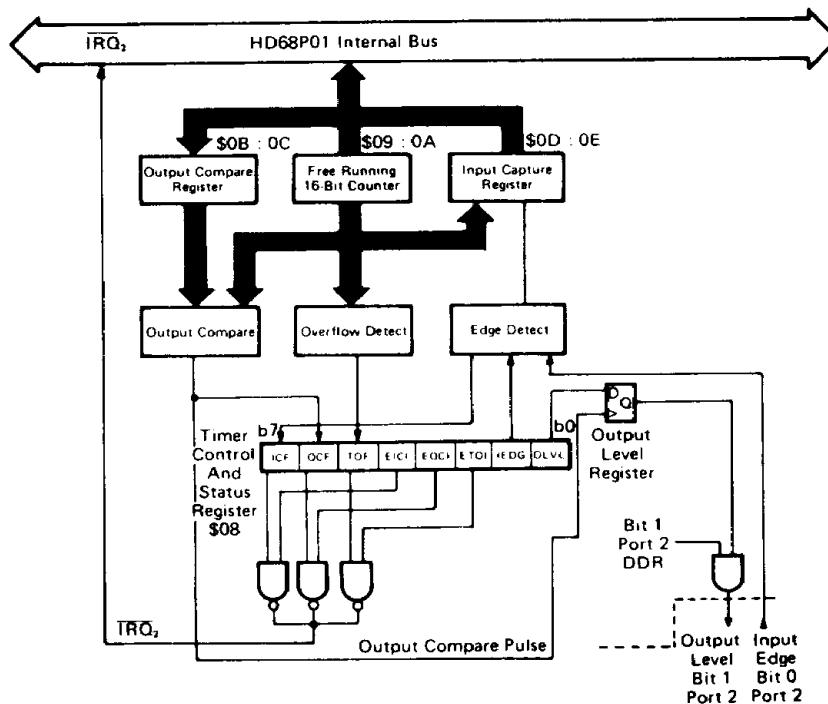 IRQ₂
HD68P01 Internal Bus
$0B : 0C
$09 : 0A
$0D : 0E
Output Compare
Register
Free Running
16-Bit Counter
Input Capture
Register
Output Compare
Overflow Detect
Edge Detect
b7
b0
Timer
Control
And
Status
Register
$08
ICF
OCF
TOF
EICI
EOCI
ETOI
IEDG
OLVL
D
Q
Output
Level
Register
Bit 1
Port 2
DDR
IRQ₂
Output Compare Pulse
Output
Level
Bit 1
Port 2
Input
Edge
Bit 0
Port 2